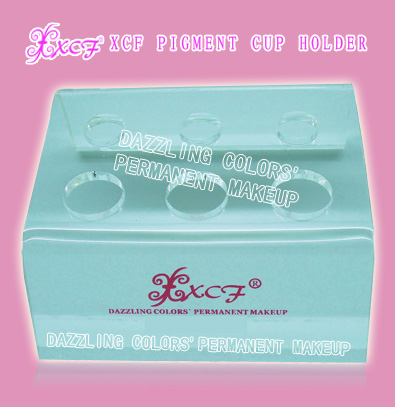 XCF XCF PIGMENT CUP HOLDER
DAZZLING COLORS'
PERMANENT MAKEUP
XCF®
DAZZLING COLORS' PERMANENT MAKEUP
DAZZLING COLORS' PERMANENT MAKEUP